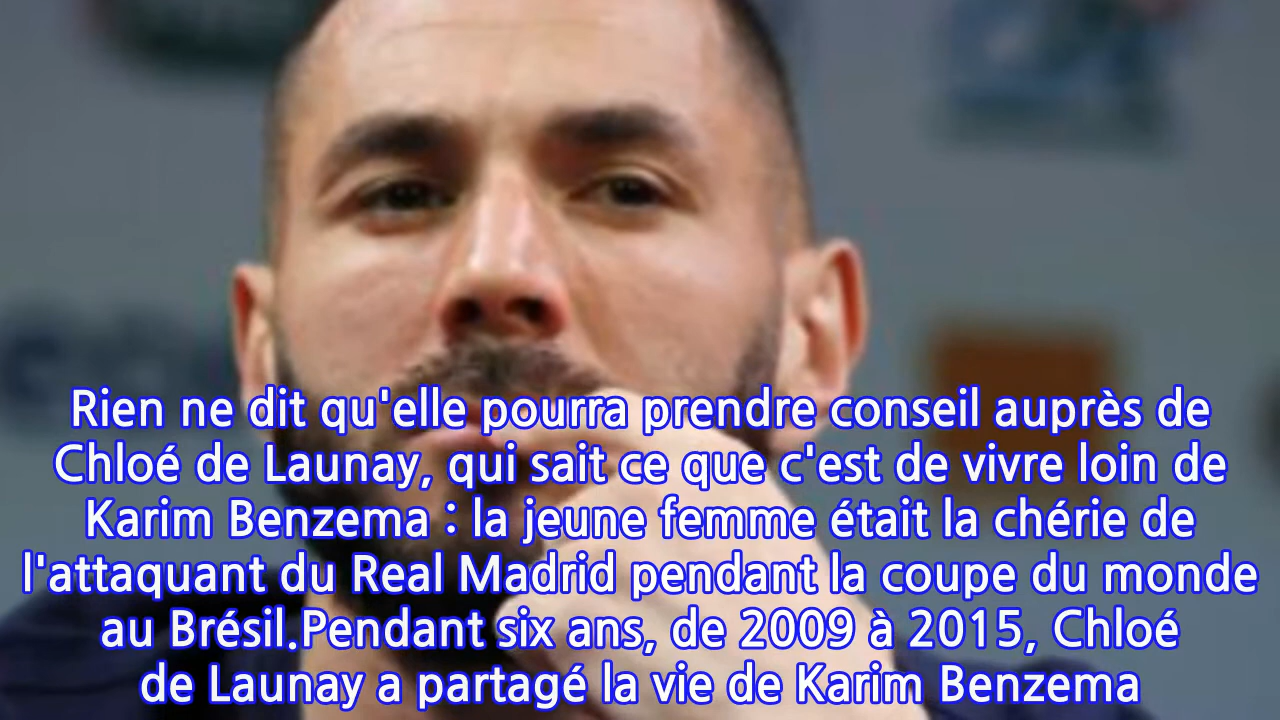 Rien ne dit qu'elle pourra prendre conseil auprès de
Chloé de Launay, qui sait ce que c'est de vivre loin de
Karim Benzema : la jeune femme était la chérie de
l'attaquant du Real Madrid pendant la coupe du monde
au Brésil.Pendant six ans, de 2009 à 2015, Chloé
de Launay a partagé la vie de Karim Benzema